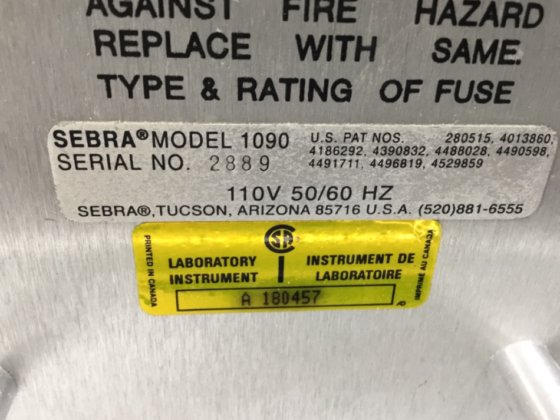 AGAINST FIRE HAZARD
REPLACE WITH SAME.
TYPE & RATING OF FUSE
SEBRA® MODEL 1090
SERIAL NO. 2889
U.S. PAT NOS. 280515, 4013860,
4186292, 4390832, 4488028, 4490598,
4491711, 4496819, 4529859
110V 50/60 HZ
SEBRA®, TUCSON, ARIZONA 85716 U.S.A. (520)881-6555
PRINTED IN CANADA
LABORATORY
INSTRUMENT
INSTRUMENT DE
LABORATOIRE
A 180457
IMPRIMÉ AU CANADA